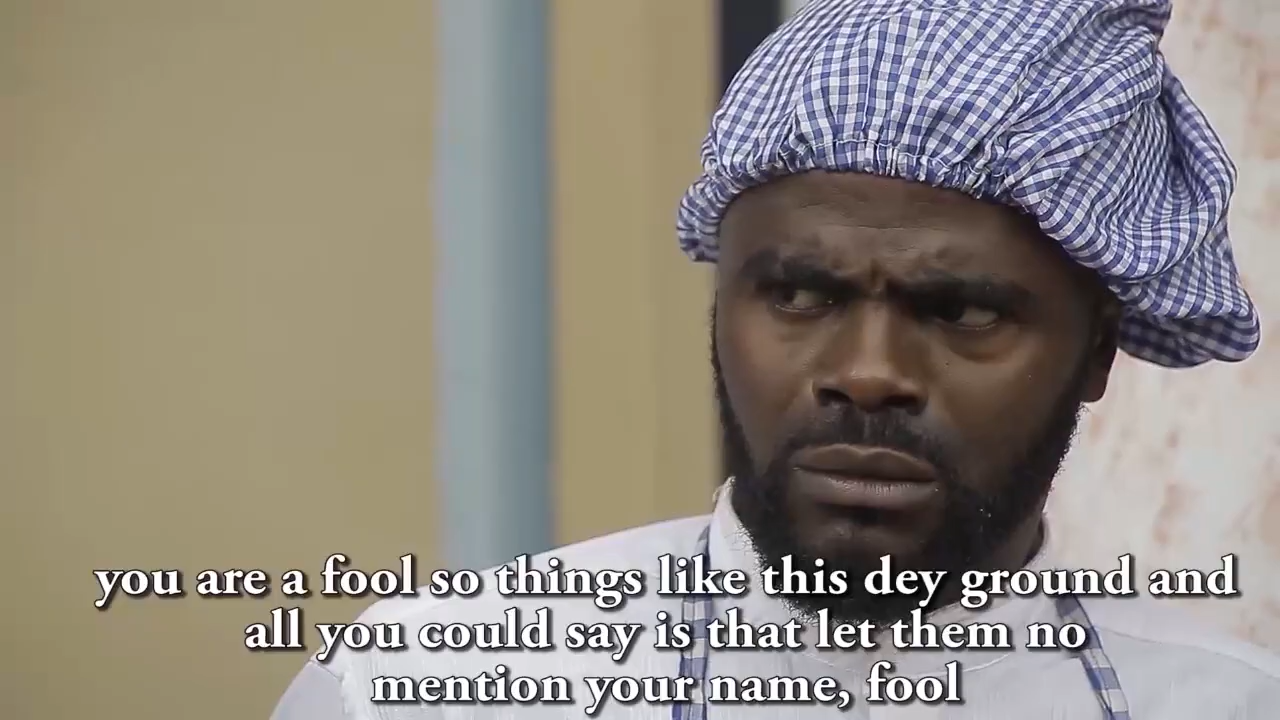 you are a fool so things like this dey ground and
all you could say is that let them no
mention your name, fool